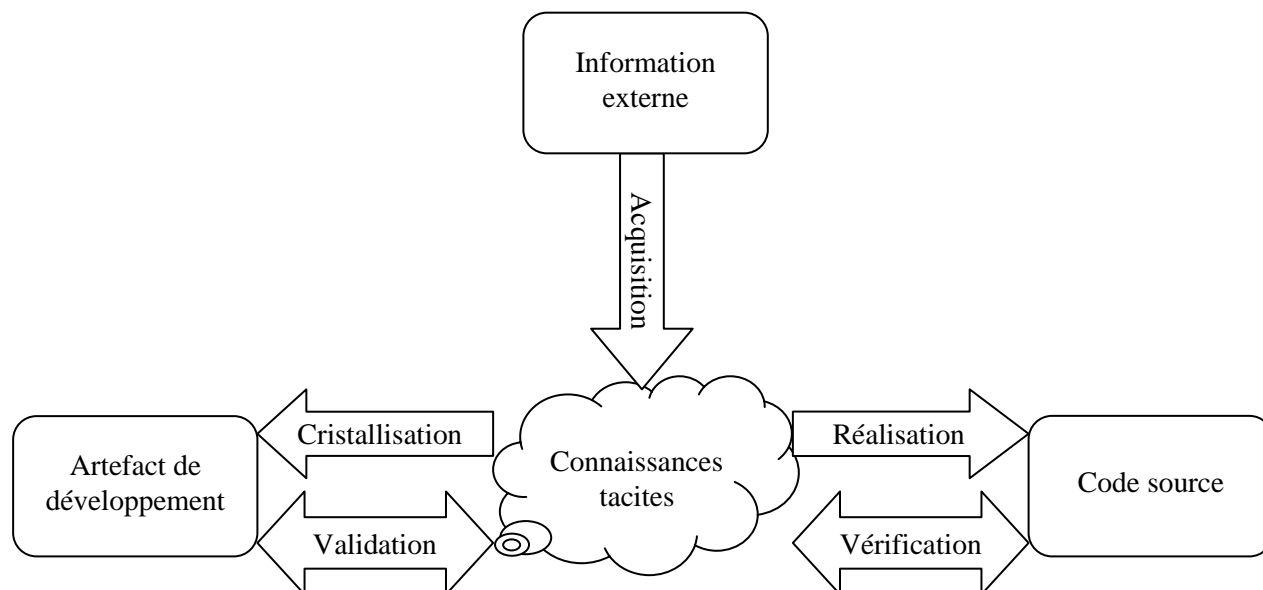 Information
externe
Acquisition
Cristallisation
Réalisation
Artefact de
développement
Connaissances
tacites
Code source
Validation
Vérification